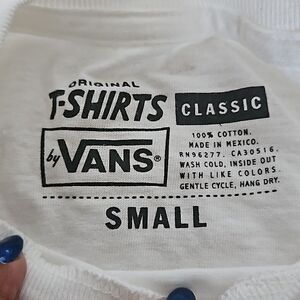 ORIGINAL
T-SHIRTS
by VANS®
CLASSIC
100% COTTON.
MADE IN MEXICO.
RN96277. CA30516.
WASH COLD, INSIDE OUT
WITH LIKE COLORS.
GENTLE CYCLE, HANG DRY.
SMALL